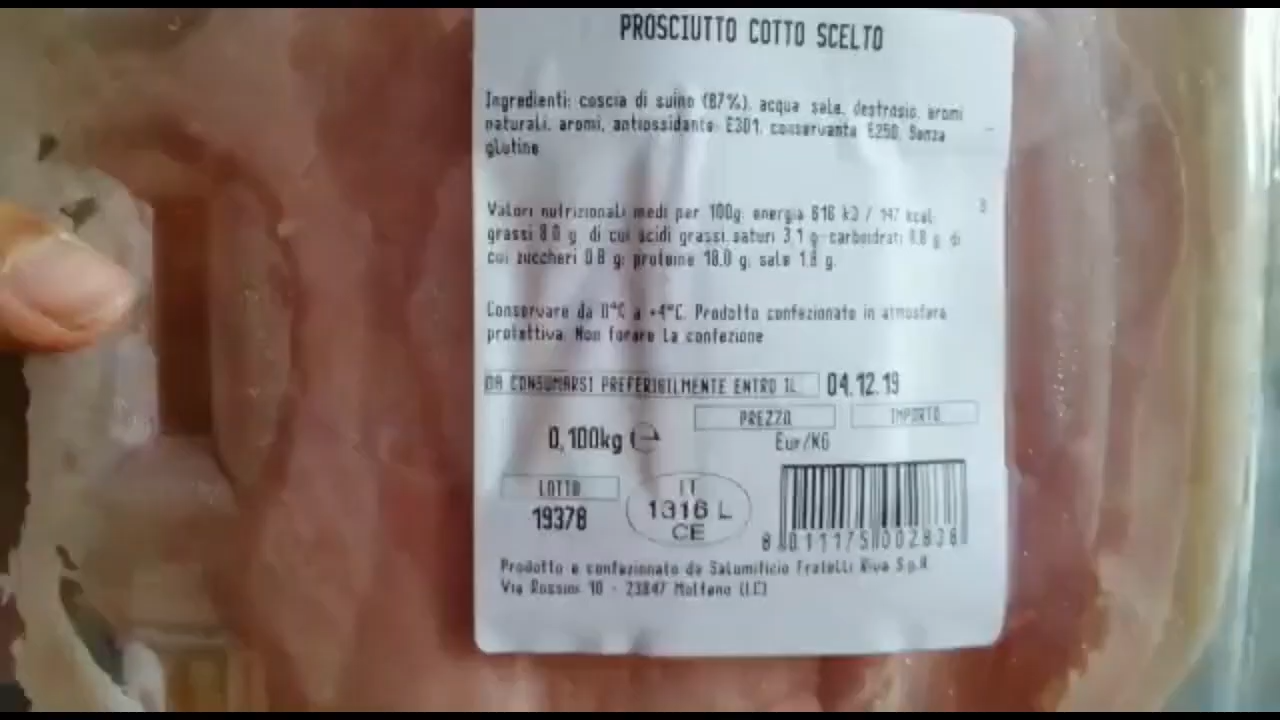 PROSCIUTTO COTTO SCELTO
Ingredienti: coscia di suino (87%), acqua sale, destrosio, aromi
naturali, aromi, antiossidante E301, conservante E250. Senza
glutine
Valori nutrizionali medi per 100g: energia 616 kJ / 147 kcal
grassi 8.0 g di cui acidi grassi saturi 3.1 g carboidrati 0.8 g di
cui zuccheri 0.8 g: proteine 18.0 g: sale 1.8 g.
Conservare da 0°C a +4°C. Prodotto confezionato in atmosfera
protettiva. Non forare la confezione
DA CONSUMARSI PREFERIBILMENTE ENTRO IL 04.12.19
PREZZO IMPORTO
0,100kg e Eur/KG
LOTTO
19378
IT
1316 L
CE
8 011175 002836
Prodotto e confezionato da Salumificio Fratelli Riva S.p.A.
Via Rossini 10 - 23847 Molteno (LC)